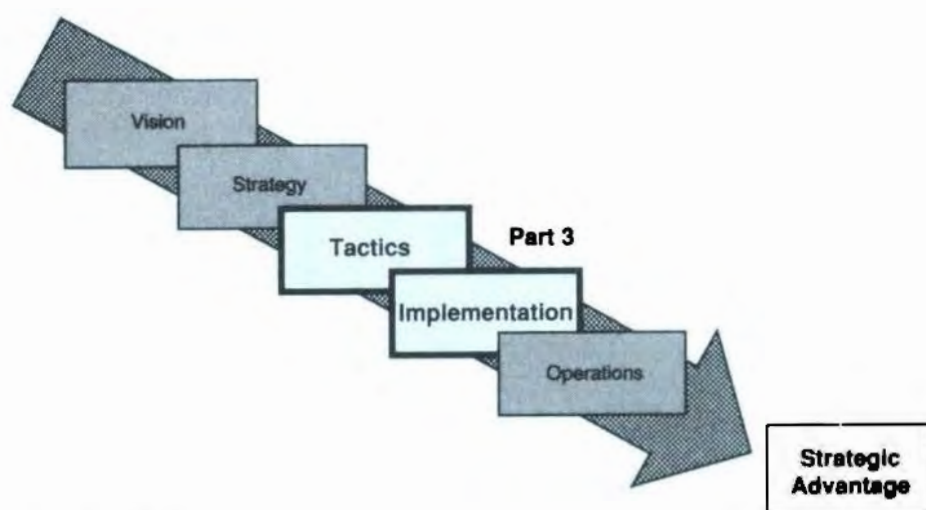 Vision
Strategy
Tactics
Part 3
Implementation
Operations
Strategic
Advantage